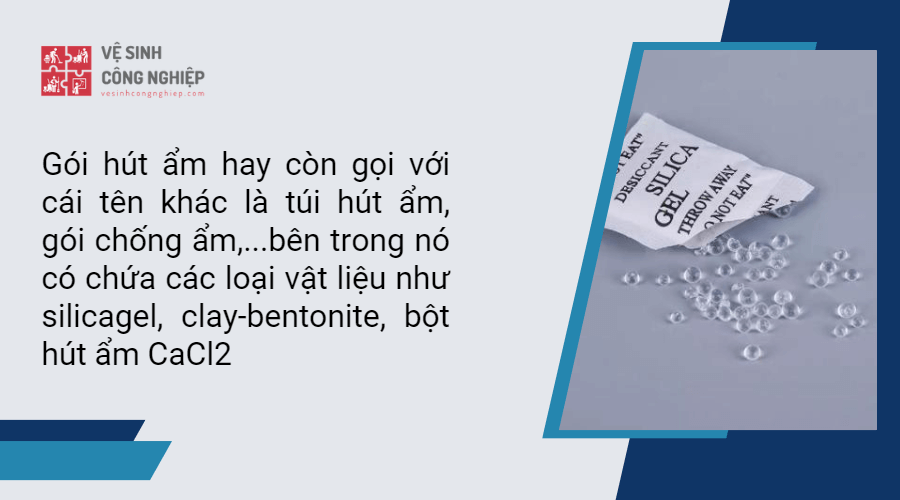 VỆ SINH
CÔNG NGHIỆP
vesinhcongnghiep.com
Gói hút ẩm hay còn gọi với
cái tên khác là túi hút ẩm,
gói chống ẩm,...bên trong nó
có chứa các loại vật liệu như
silicagel, clay-bentonite, bột
hút ẩm CaCl2
EAT"
DESICCANT
SILICA
GEL
THROW AWAY
NOT EAT"